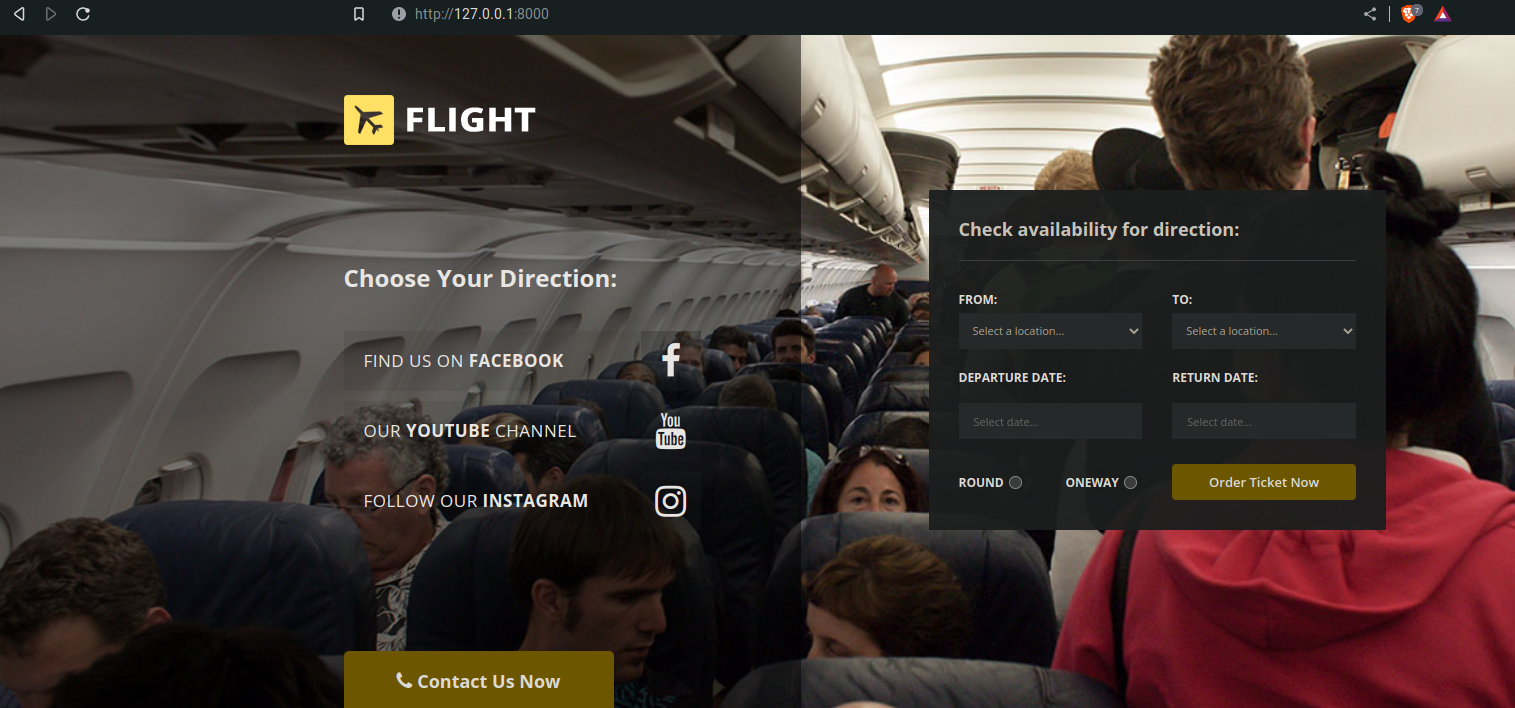 http://127.0.0.1:8000
7
FLIGHT
Choose Your Direction:
FIND US ON FACEBOOK
OUR YOUTUBE CHANNEL
You
Tube
FOLLOW OUR INSTAGRAM
Contact Us Now
Check availability for direction:
FROM:
TO:
Select a location...
Select a location...
DEPARTURE DATE:
RETURN DATE:
Select date...
Select date...
ROUND
ONEWAY
Order Ticket Now